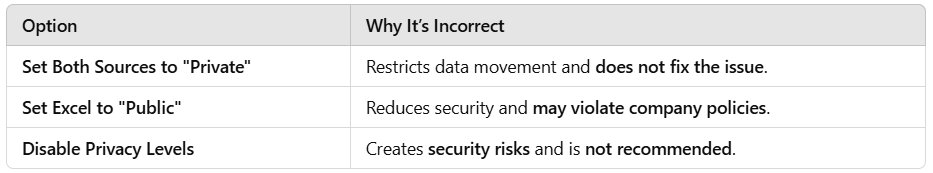 Option Why It’s Incorrect
Set Both Sources to "Private" Restricts data movement and does not fix the issue.
Set Excel to "Public" Reduces security and may violate company policies.
Disable Privacy Levels Creates security risks and is not recommended.